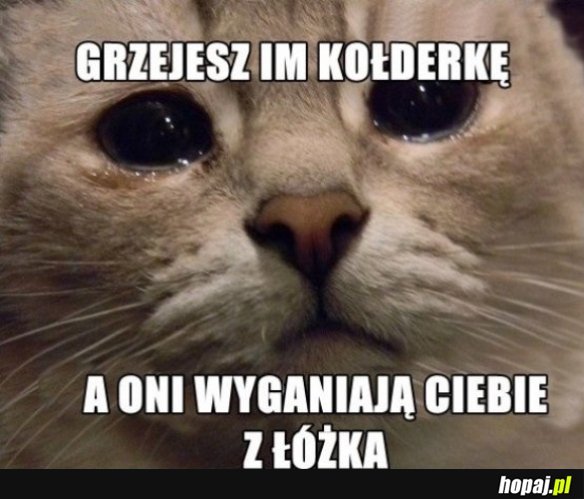 GRZEJESZ IM KOŁDERKĘ
A ONI WYGANIAJĄ CIEBIE
Z ŁÓŻKA
hopaj.pl